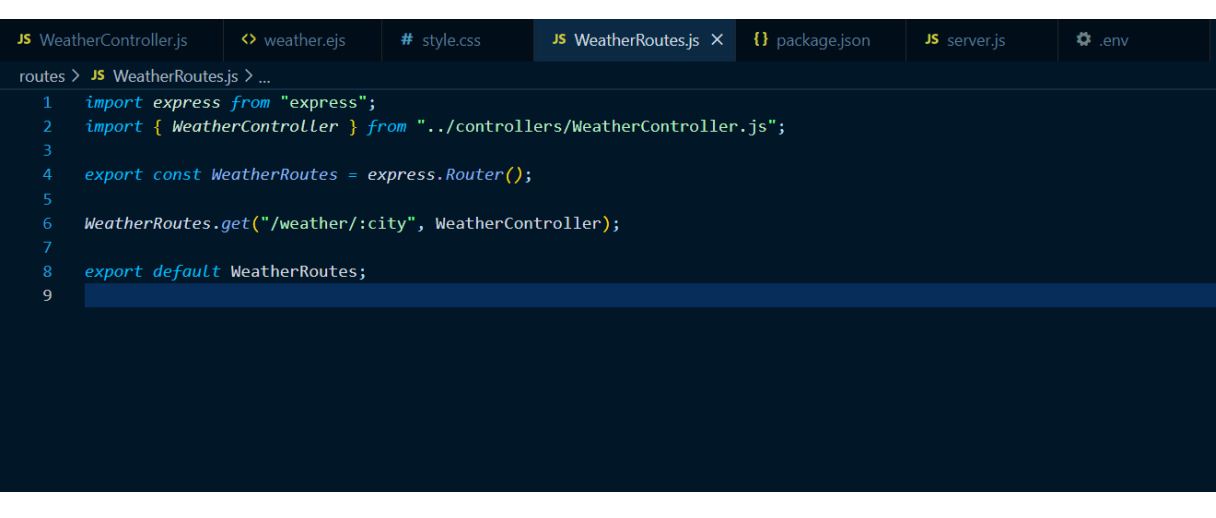 JS WeatherController.js <> weather.ejs # style.css JS WeatherRoutes.js × {} package.json JS server.js .env
routes > JS WeatherRoutes.js > ...
1 import express from "express";
2 import { WeatherController } from "../controllers/WeatherController.js";
3
4 export const WeatherRoutes = express.Router();
5
6 WeatherRoutes.get("/weather/:city", WeatherController);
7
8 export default WeatherRoutes;
9